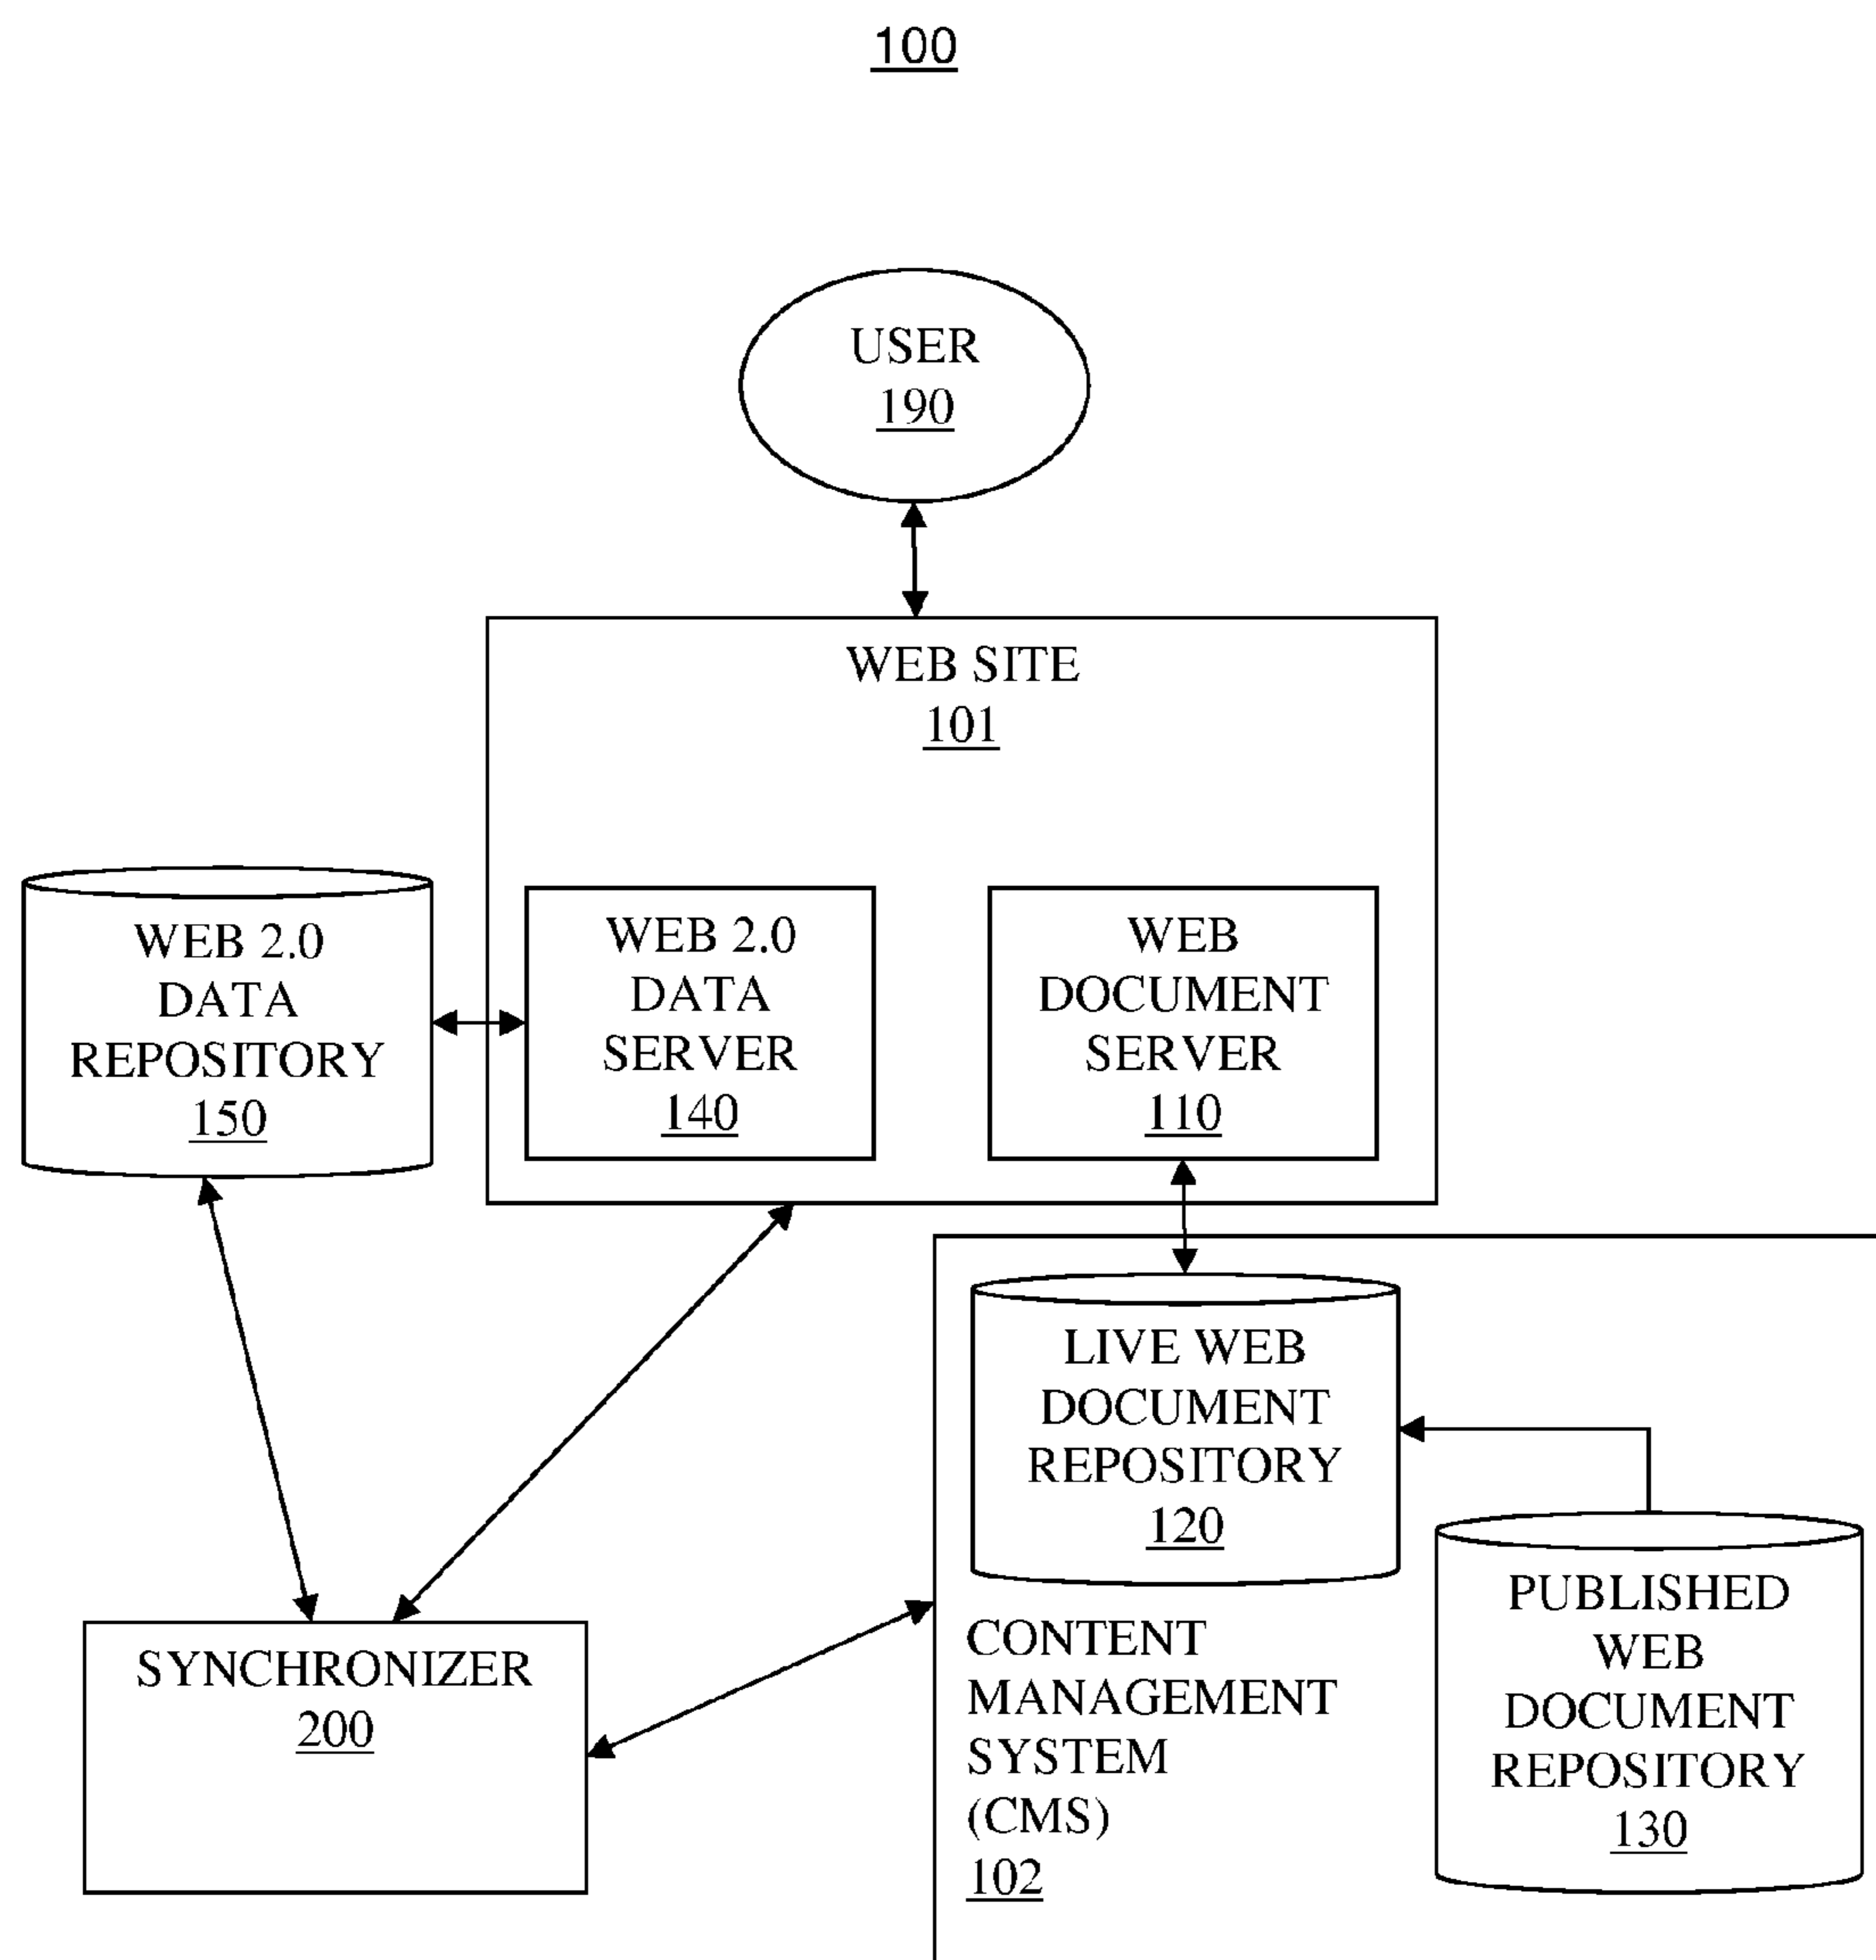 100
USER
190
WEB SITE
101
WEB 2.0
DATA
REPOSITORY
150
WEB 2.0
DATA
SERVER
140
WEB
DOCUMENT
SERVER
110
LIVE WEB
DOCUMENT
REPOSITORY
120
PUBLISHED
WEB
DOCUMENT
REPOSITORY
130
SYNCHRONIZER
200
CONTENT
MANAGEMENT
SYSTEM
(CMS)
102